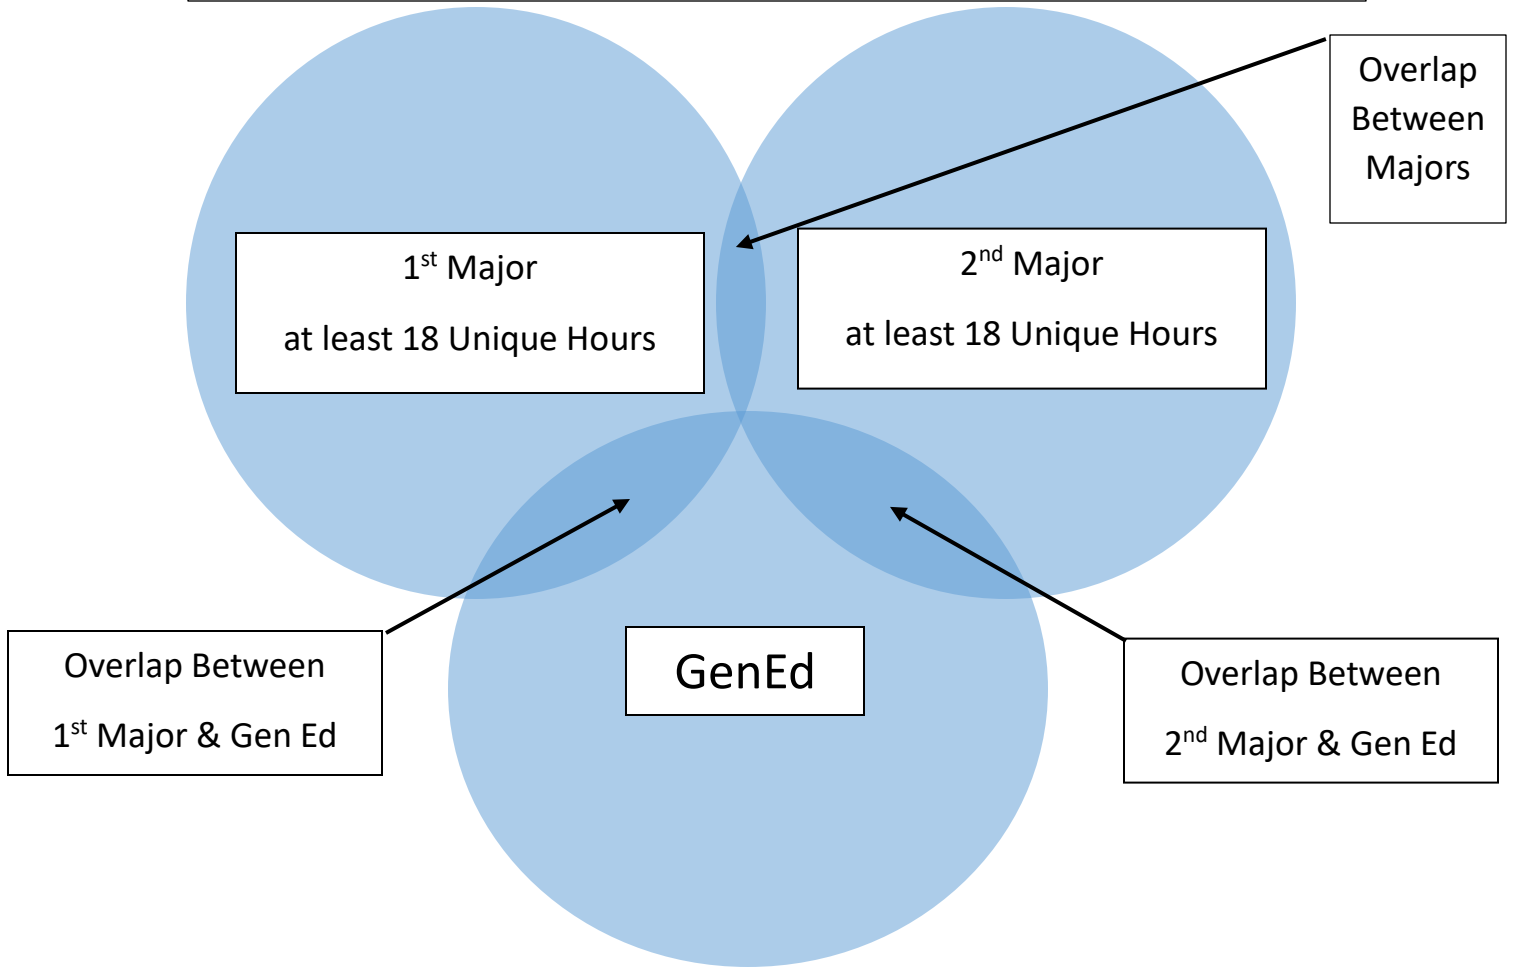 Overlap
Between
Majors
1st Major
at least 18 Unique Hours
2nd Major
at least 18 Unique Hours
GenEd
Overlap Between
1st Major & Gen Ed
Overlap Between
2nd Major & Gen Ed